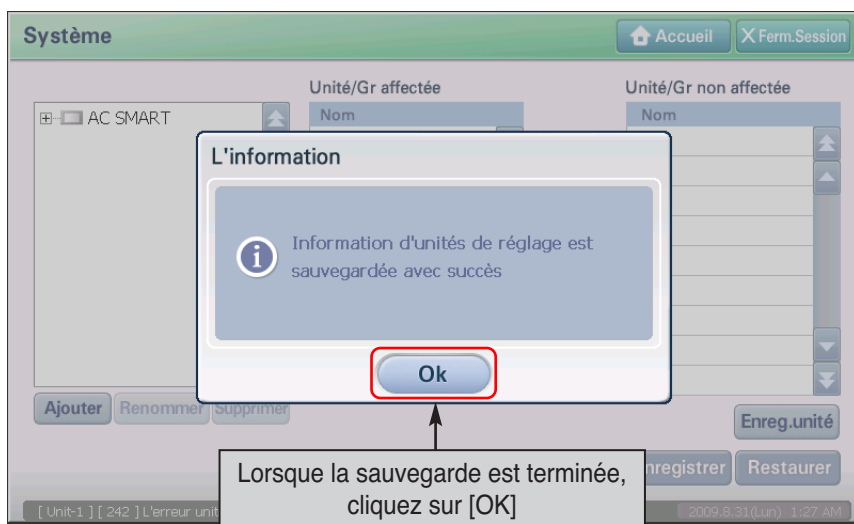 Système
Accueil
X Ferm.Session
Unité/Gr affectée
Unité/Gr non affectée
AC SMART
Nom
Nom
L'information
Information d'unités de réglage est
sauvegardée avec succès
Ok
Ajouter
Renommer
Supprimer
Enreg.unité
Lorsque la sauvegarde est terminée,
cliquez sur [OK]
Restaurer
[ Unit-1 ] [ 242 ] L'erreur
2009.8.31(Lun) 1:27 AM